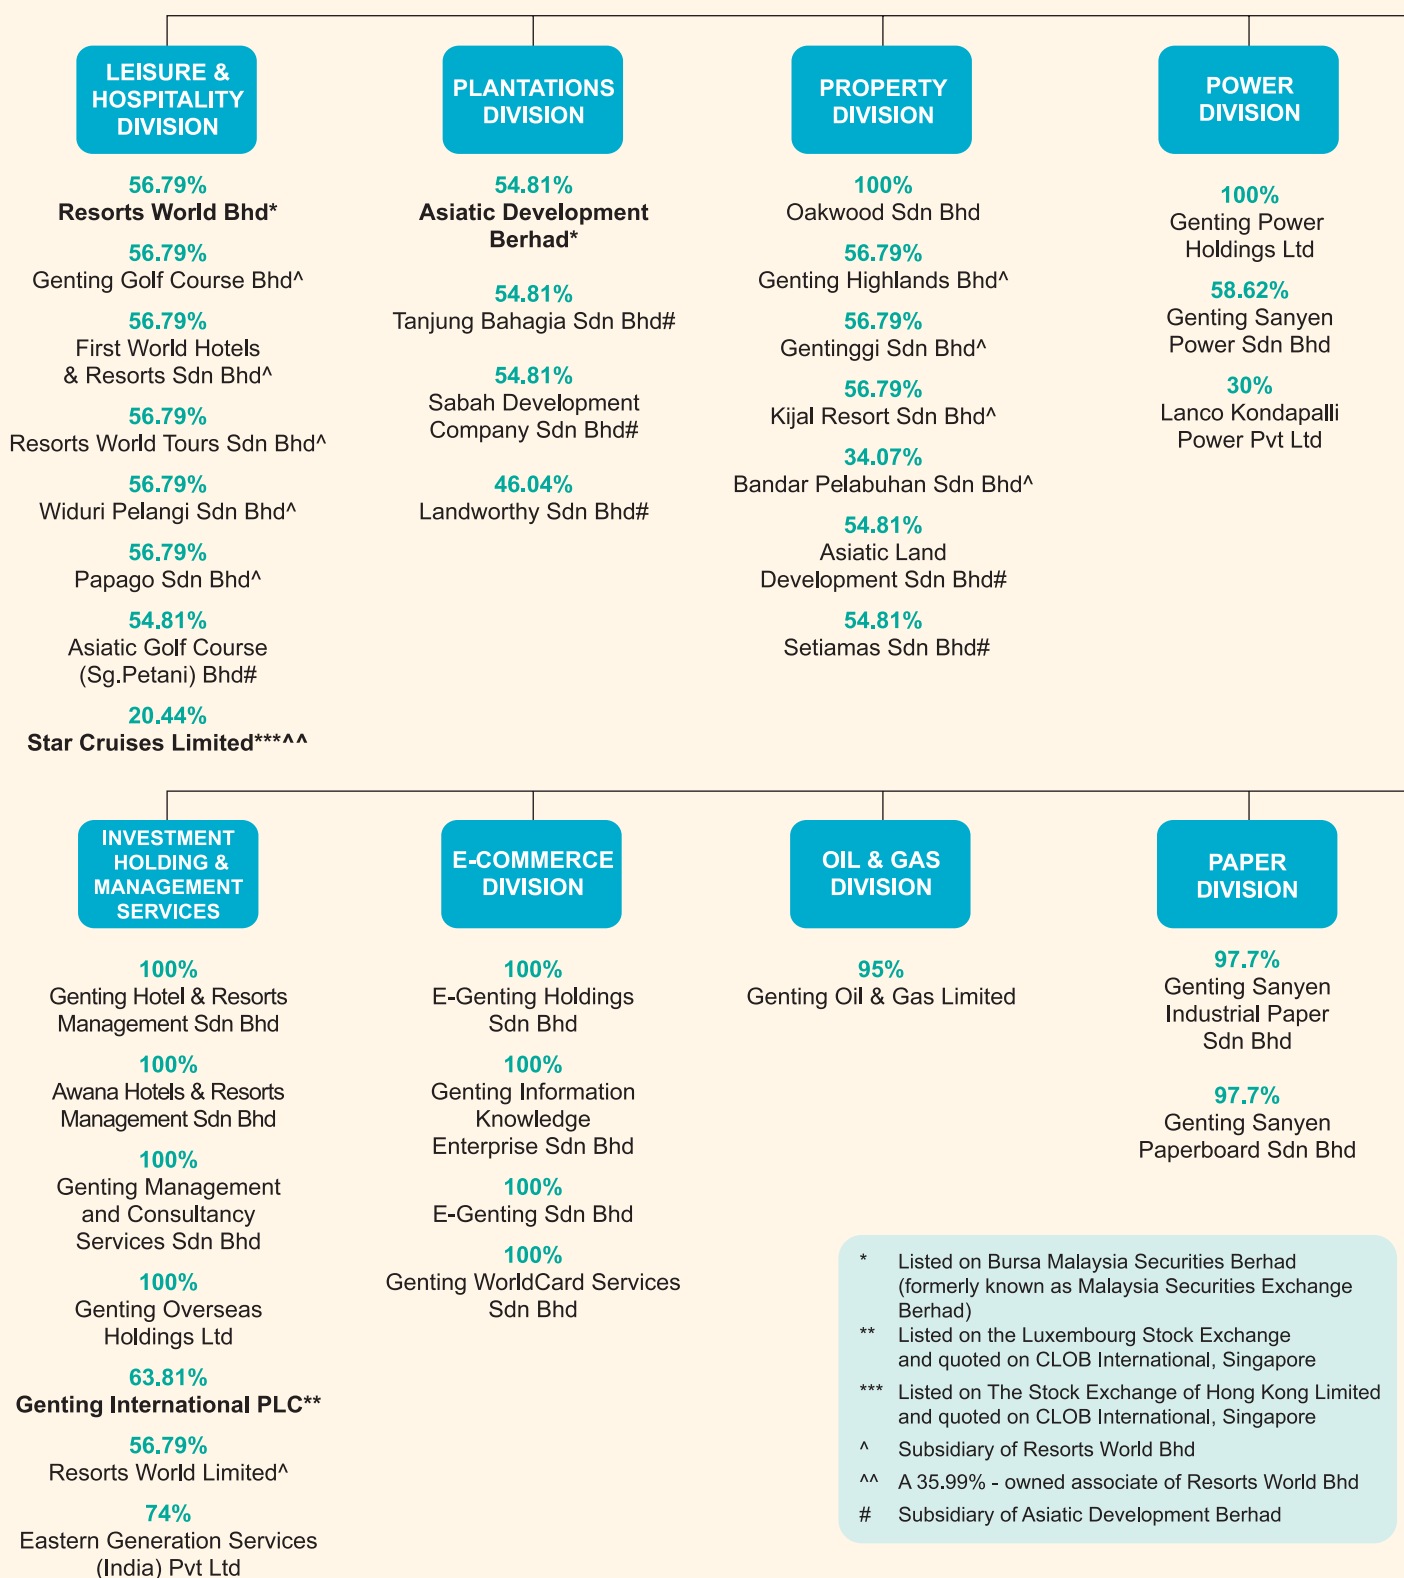 LEISURE &
HOSPITALITY
DIVISION
56.79%
Resorts World Bhd*
56.79%
Genting Golf Course Bhd^
56.79%
First World Hotels
& Resorts Sdn Bhd^
56.79%
Resorts World Tours Sdn Bhd^
56.79%
Widuri Pelangi Sdn Bhd^
56.79%
Papago Sdn Bhd^
54.81%
Asiatic Golf Course
(Sg.Petani) Bhd#
20.44%
Star Cruises Limited***^^
PLANTATIONS
DIVISION
54.81%
Asiatic Development
Berhad*
54.81%
Tanjung Bahagia Sdn Bhd#
54.81%
Sabah Development
Company Sdn Bhd#
46.04%
Landworthy Sdn Bhd#
PROPERTY
DIVISION
100%
Oakwood Sdn Bhd
56.79%
Genting Highlands Bhd^
56.79%
Gentinggi Sdn Bhd^
56.79%
Kijal Resort Sdn Bhd^
34.07%
Bandar Pelabuhan Sdn Bhd^
54.81%
Asiatic Land
Development Sdn Bhd#
54.81%
Setiamas Sdn Bhd#
POWER
DIVISION
100%
Genting Power
Holdings Ltd
58.62%
Genting Sanyen
Power Sdn Bhd
30%
Lanco Kondapalli
Power Pvt Ltd
INVESTMENT
HOLDING &
MANAGEMENT
SERVICES
100%
Genting Hotel & Resorts
Management Sdn Bhd
100%
Awana Hotels & Resorts
Management Sdn Bhd
100%
Genting Management
and Consultancy
Services Sdn Bhd
100%
Genting Overseas
Holdings Ltd
63.81%
Genting International PLC**
56.79%
Resorts World Limited^
74%
Eastern Generation Services
(India) Pvt Ltd
E-COMMERCE
DIVISION
100%
E-Genting Holdings
Sdn Bhd
100%
Genting Information
Knowledge
Enterprise Sdn Bhd
100%
E-Genting Sdn Bhd
100%
Genting WorldCard Services
Sdn Bhd
OIL & GAS
DIVISION
95%
Genting Oil & Gas Limited
PAPER
DIVISION
97.7%
Genting Sanyen
Industrial Paper
Sdn Bhd
97.7%
Genting Sanyen
Paperboard Sdn Bhd
* Listed on Bursa Malaysia Securities Berhad
(formerly known as Malaysia Securities Exchange
Berhad)
** Listed on the Luxembourg Stock Exchange
and quoted on CLOB International, Singapore
*** Listed on The Stock Exchange of Hong Kong Limited
and quoted on CLOB International, Singapore
^ Subsidiary of Resorts World Bhd
^^ A 35.99% - owned associate of Resorts World Bhd
# Subsidiary of Asiatic Development Berhad